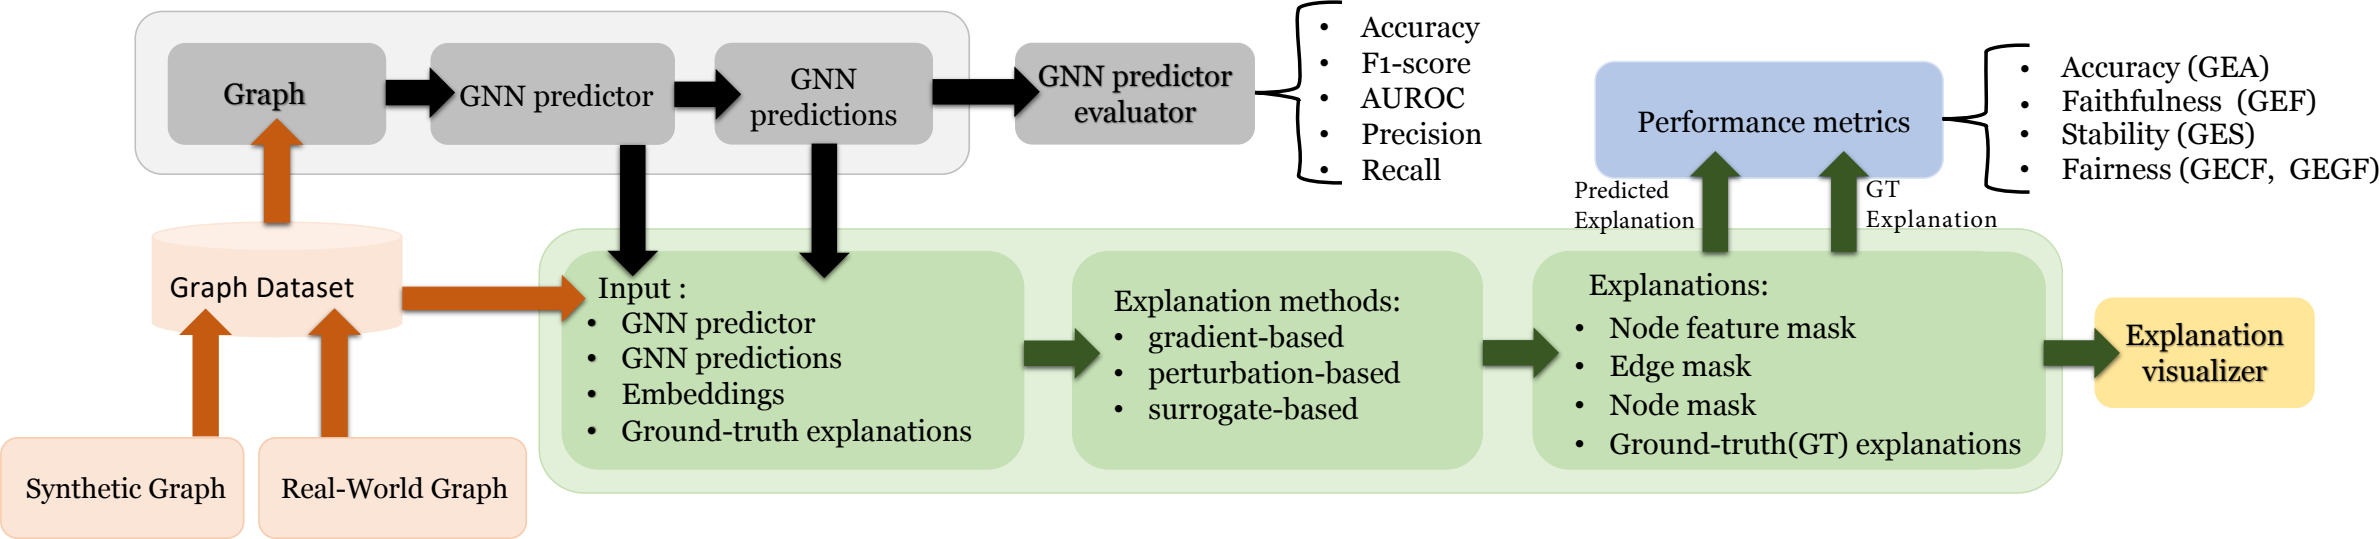 Graph
GNN predictor
GNN
predictions
GNN predictor
evaluator
• Accuracy
• F1-score
• AUROC
• Precision
• Recall
Performance metrics
• Accuracy (GEA)
• Faithfulness (GEF)
• Stability (GES)
• Fairness (GECF, GEGF)
Predicted
Explanation
GT
Explanation
Graph Dataset
Input :
• GNN predictor
• GNN predictions
• Embeddings
• Ground-truth explanations
Explanation methods:
• gradient-based
• perturbation-based
• surrogate-based
Explanations:
• Node feature mask
• Edge mask
• Node mask
• Ground-truth(GT) explanations
Explanation
visualizer
Synthetic Graph
Real-World Graph